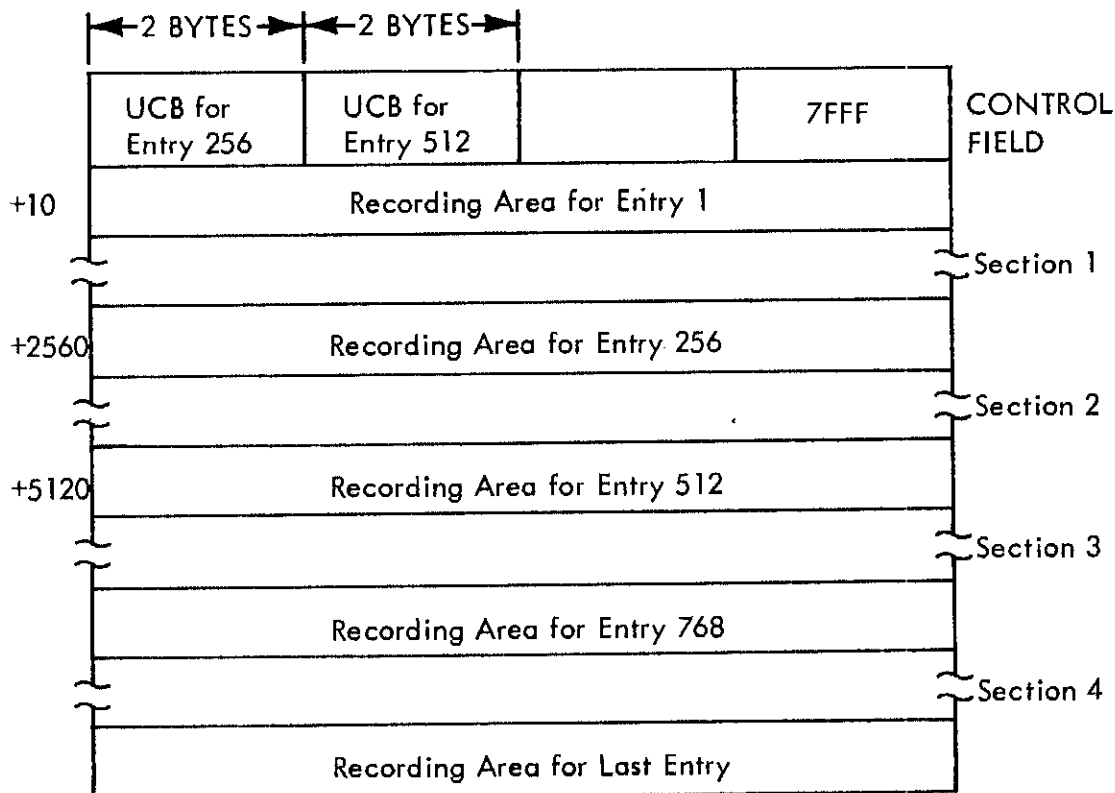 2 BYTES 2 BYTES
UCB for
Entry 256
UCB for
Entry 512
7FFF
CONTROL
FIELD
+10
Recording Area for Entry 1
Section 1
+2560
Recording Area for Entry 256
Section 2
+5120
Recording Area for Entry 512
Section 3
Recording Area for Entry 768
Section 4
Recording Area for Last Entry